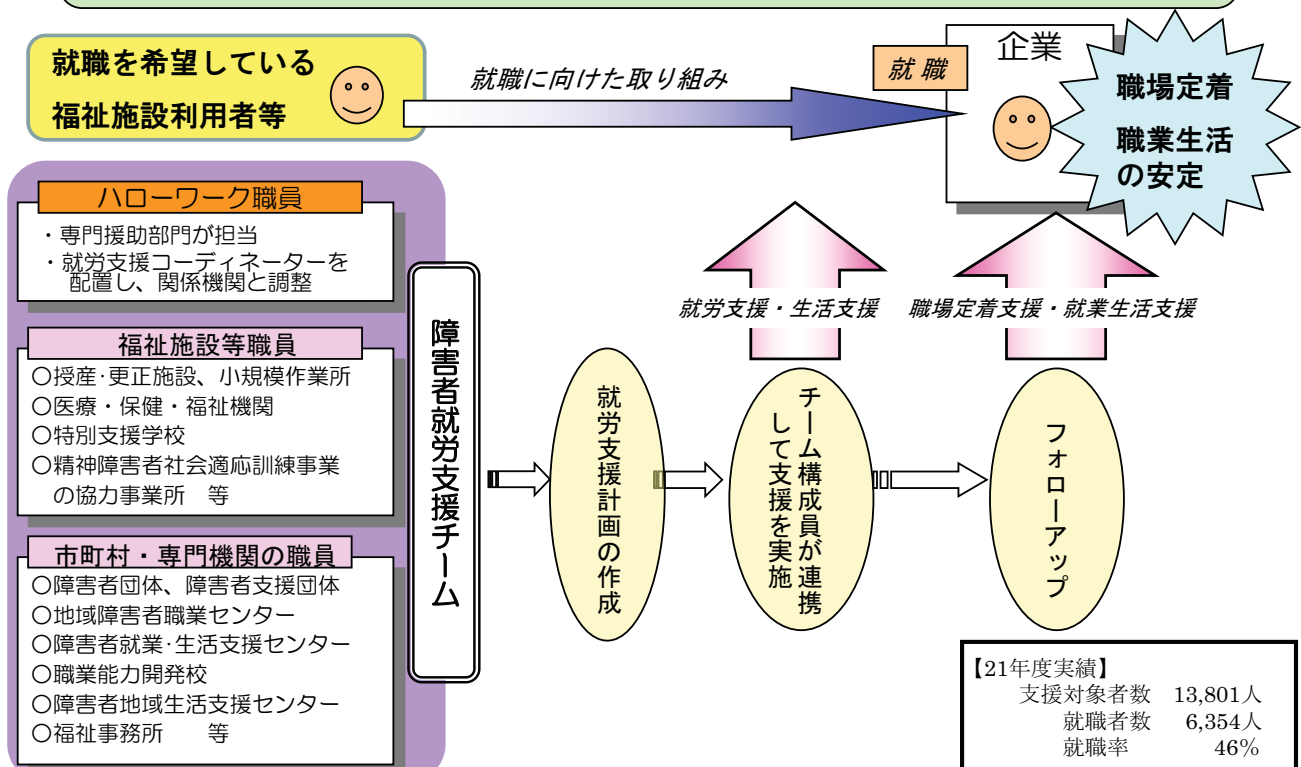 就職を希望している
福祉施設利用者等
就職に向けた取り組み
就職
企業
職場定着
職業生活
の安定
ハローワーク職員
・専門援助部門が担当
・就労支援コーディネーターを
配置し、関係機関と調整
福祉施設等職員
○授産･更正施設、小規模作業所
○医療・保健・福祉機関
○特別支援学校
○精神障害者社会適応訓練事業
の協力事業所　等
市町村・専門機関の職員
○障害者団体、障害者支援団体
○地域障害者職業センター
○障害者就業･生活支援センター
○職業能力開発校
○障害者地域生活支援センター
○福祉事務所　　等
障害者就労支援チーム
就労支援計画の作成
就労支援・生活支援
チーム構成員が連携
して支援を実施
職場定着支援・就業生活支援
フォローアップ
【21年度実績】
支援対象者数　13,801人
就職者数　6,354人
就職率　46％